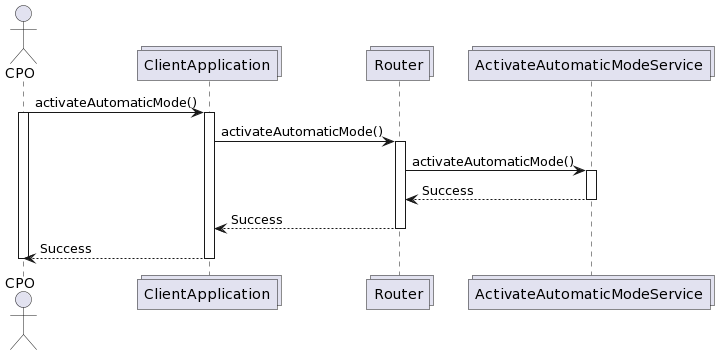 CPO
ClientApplication
Router
ActivateAutomaticModeService
activateAutomaticMode()
activateAutomaticMode()
activateAutomaticMode()
Success
Success
Success
CPO
ClientApplication
Router
ActivateAutomaticModeService